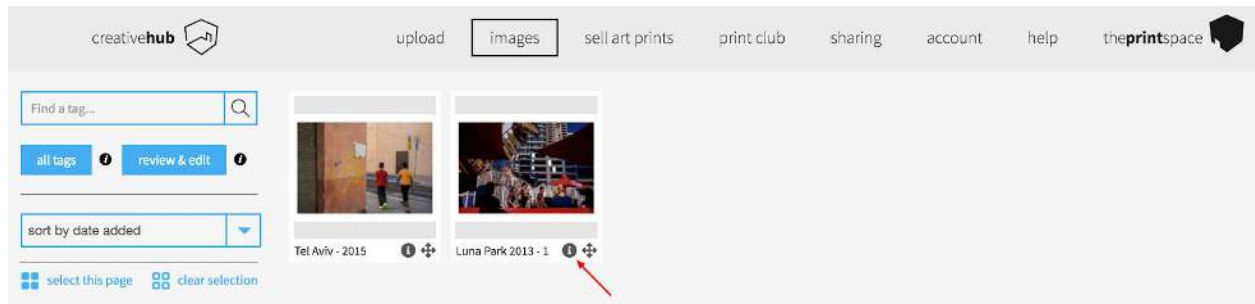 creativehub
upload images sell art prints print club sharing account help theprintspace
Find a tag...
all tags review & edit
sort by date added
Tel Aviv - 2015 Luna Park 2013 - 1
select this page clear selection